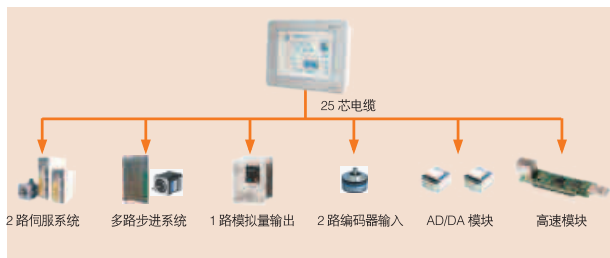 25 芯电缆
2 路伺服系统
多路步进系统
1 路模拟量输出
2 路编码器输入
AD/DA 模块
高速模块